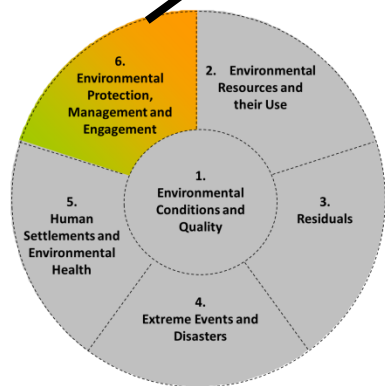 6.
Environmental
Protection,
Management and
Engagement
2. Environmental
Resources and
their Use
1.
Environmental
Conditions and
Quality
3.
Residuals
5.
Human
Settlements and
Environmental
Health
4.
Extreme Events and
Disasters